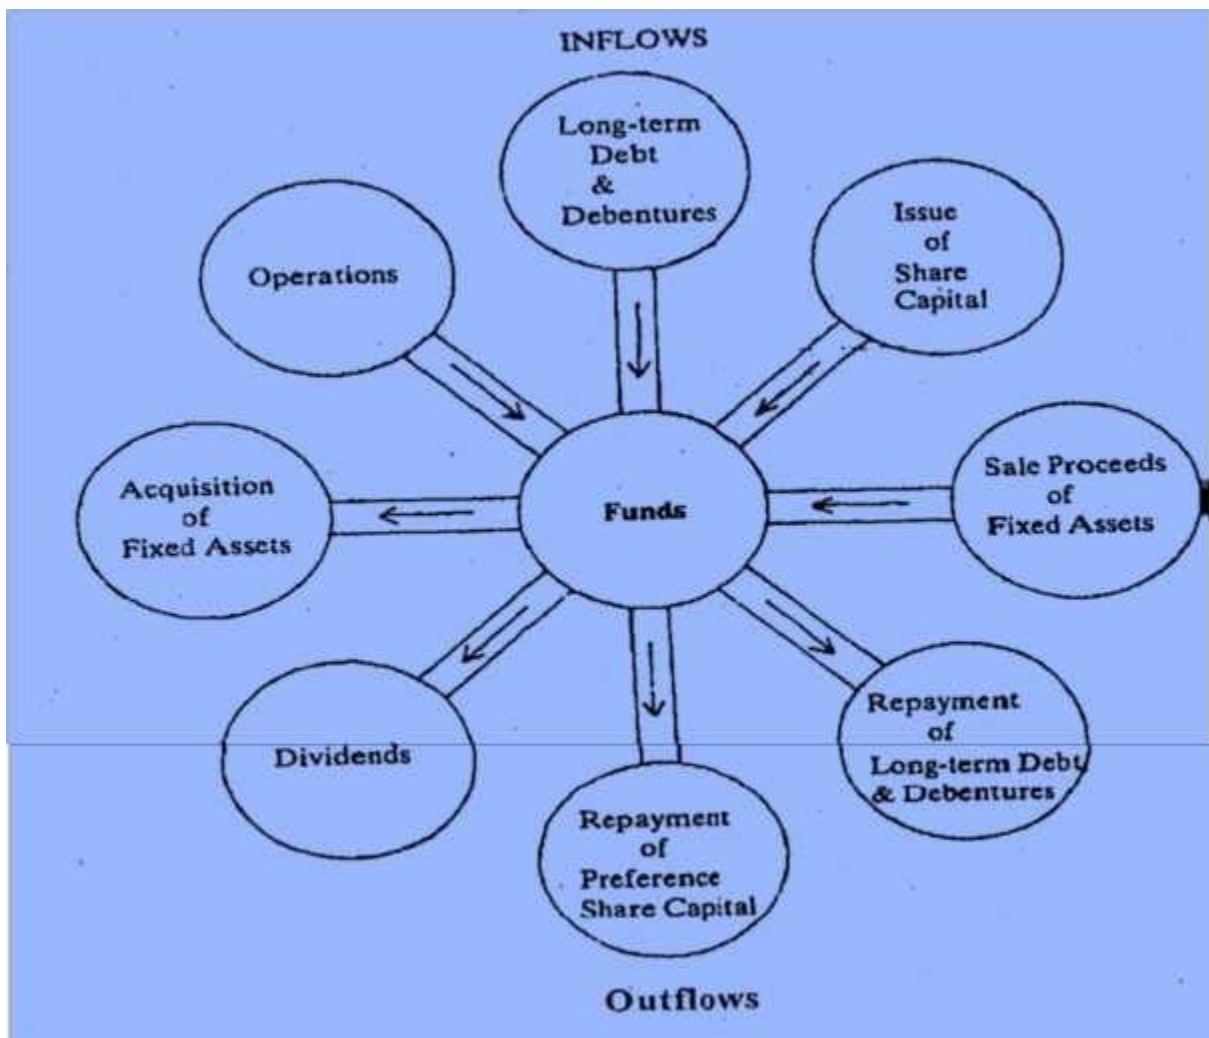 INFLOWS
Long-term
Debt
&
Debentures
Issue
of
Share
Capital
Operations
Sale Proceeds
of
Fixed Assets
Acquisition
of
Fixed Assets
Funds
Repayment
of
Long-term Debt
& Debentures
Dividends
Repayment
of
Preference
Share Capital
Outflows